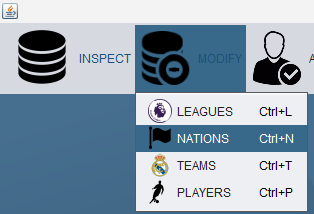 INSPECT
MODIFY
A
LEAGUES Ctrl+L
NATIONS Ctrl+N
TEAMS Ctrl+T
PLAYERS Ctrl+P